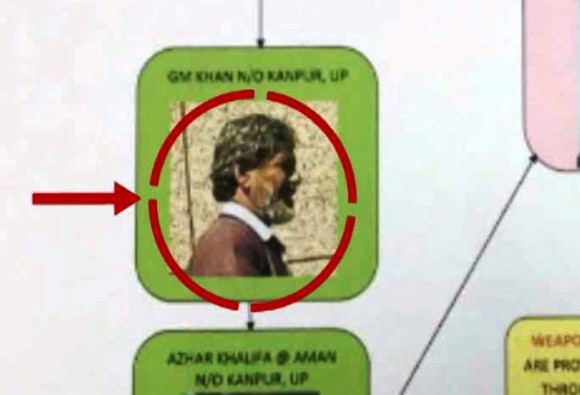 GM KHAN N/O KANPUR, UP
AZHAR KHALIFA @ AMAN
N/O KANPUR, UP
WEAPO
ARE PRO
THRO